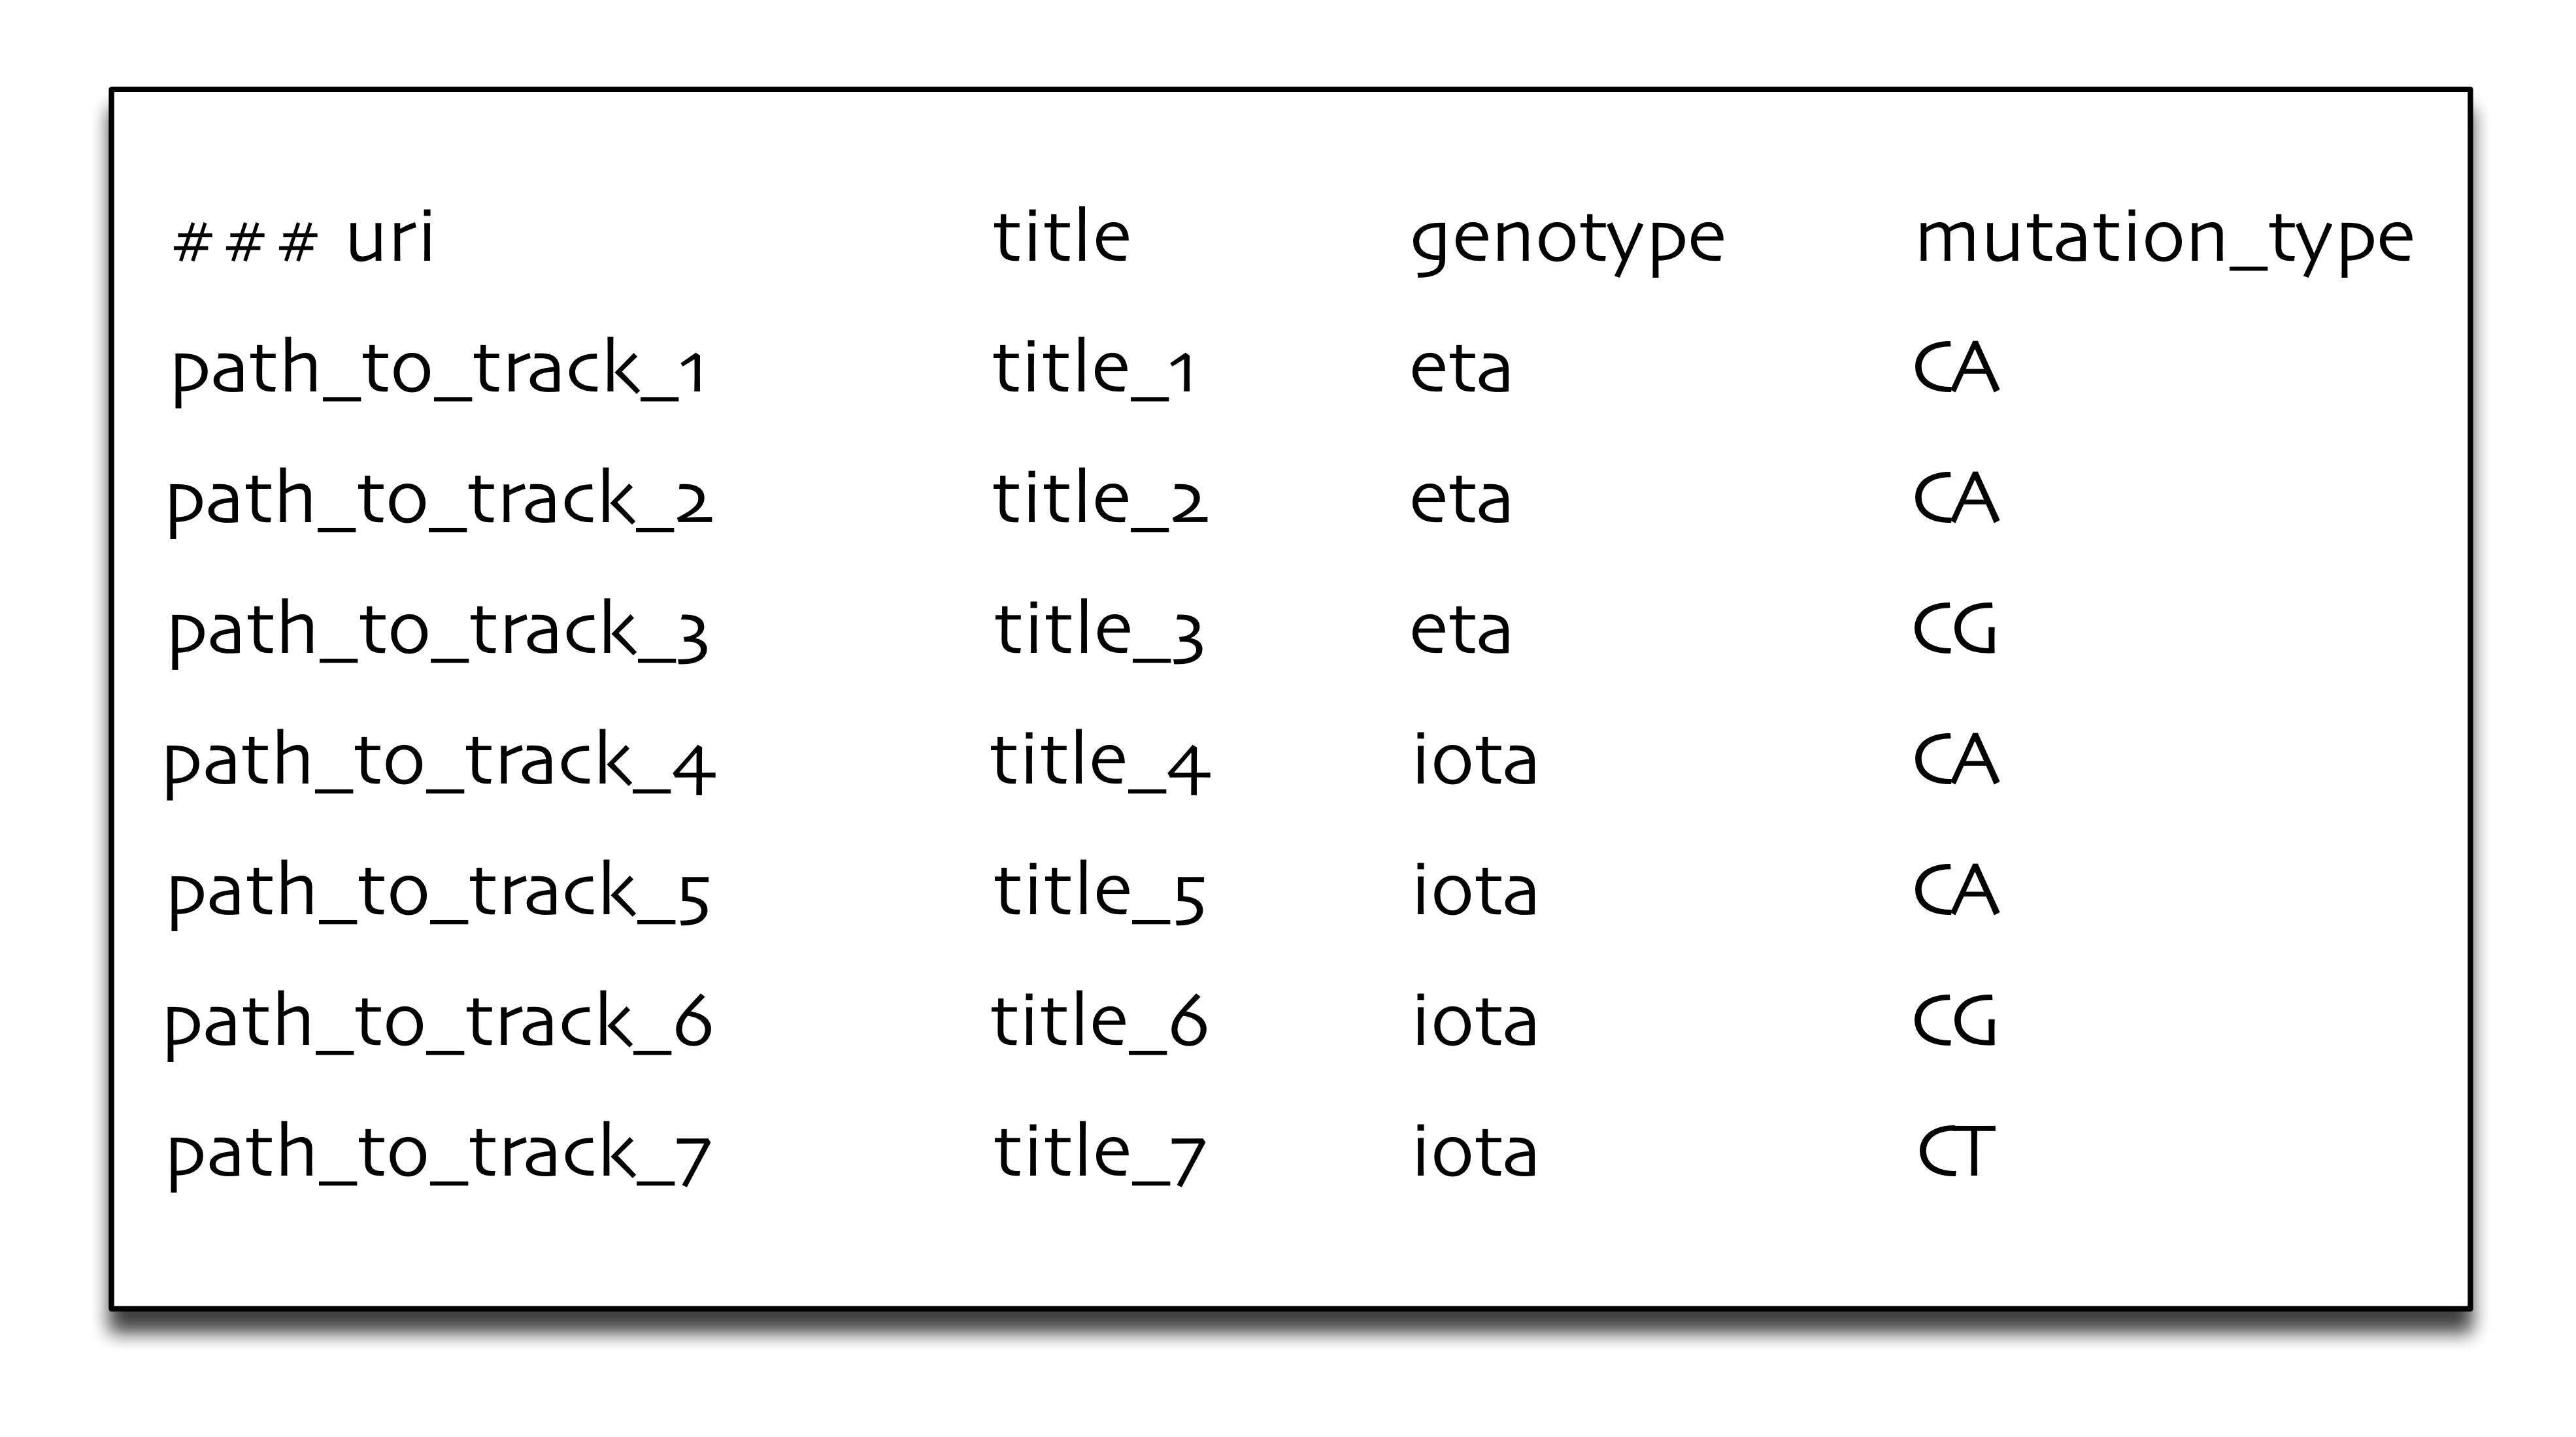 ### uri title genotype mutation_type
path_to_track_1 title_1 eta CA
path_to_track_2 title_2 eta CA
path_to_track_3 title_3 eta CG
path_to_track_4 title_4 iota CA
path_to_track_5 title_5 iota CA
path_to_track_6 title_6 iota CG
path_to_track_7 title_7 iota CT